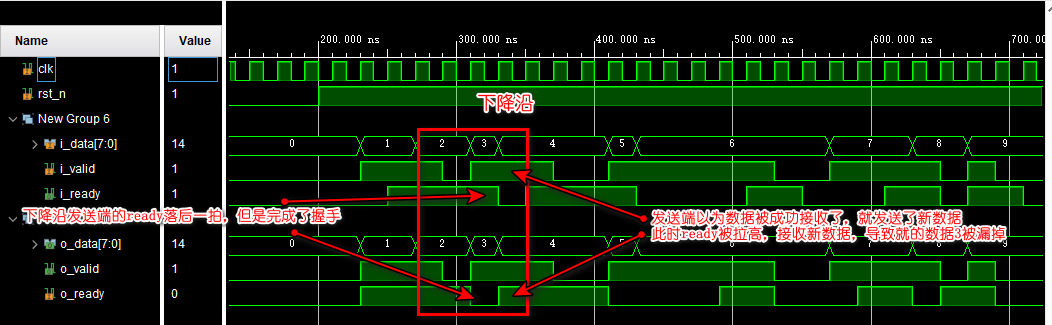 Name Value
200.000 ns 300.000 ns 400.000 ns 500.000 ns 600.000 ns 700.
clk 1
rst_n 1
下降沿
New Group 6
i_data[7:0] 14 0 1 2 3 4 5 6 7 8 9
i_valid 1
i_ready 1
下降沿发送端的ready落后一拍，但是完成了握手
发送端以为数据被成功接收了，就发送了新数据
此时ready被拉高，接收新数据，导致就的数据3被漏掉
o_data[7:0] 14 0 1 2 3 4 5 6 7 8 9
o_valid 1
o_ready 0